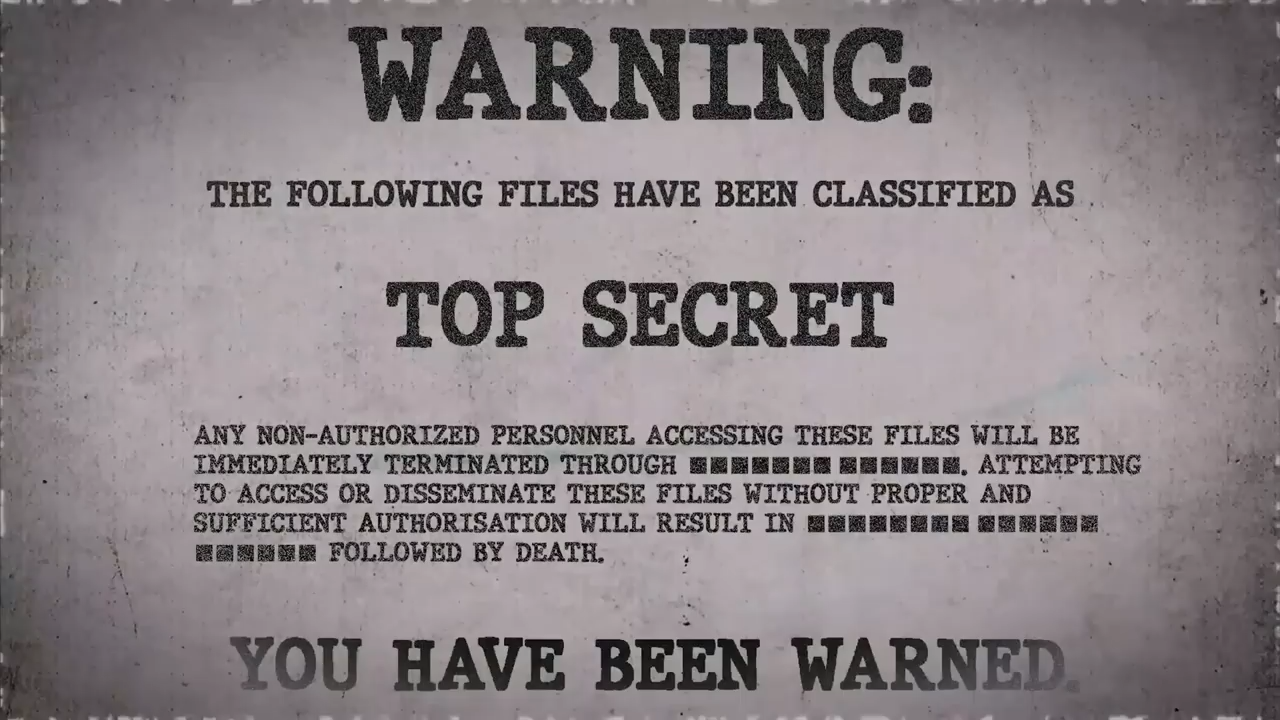 WARNING:
THE FOLLOWING FILES HAVE BEEN CLASSIFIED AS
TOP SECRET
ANY NON-AUTHORIZED PERSONNEL ACCESSING THESE FILES WILL BE
IMMEDIATELY TERMINATED THROUGH ■■■■■■■ ■■■■■■. ATTEMPTING
TO ACCESS OR DISSEMINATE THESE FILES WITHOUT PROPER AND
SUFFICIENT AUTHORISATION WILL RESULT IN ■■■■■■■■ ■■■■■■
■■■■■■ FOLLOWED BY DEATH.
YOU HAVE BEEN WARNED.